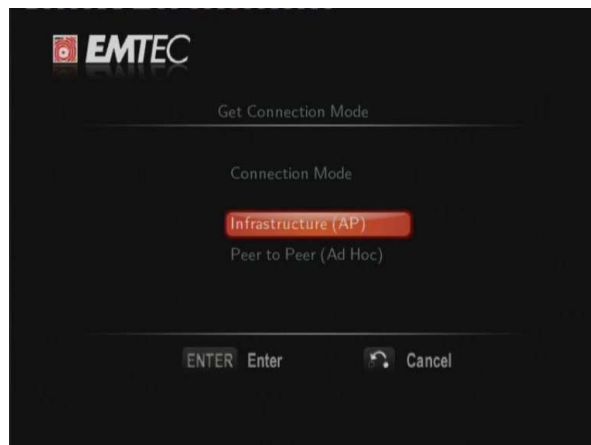 EMTEC
Get Connection Mode
Connection Mode
Infrastructure (AP)
Peer to Peer (Ad Hoc)
ENTER Enter Cancel